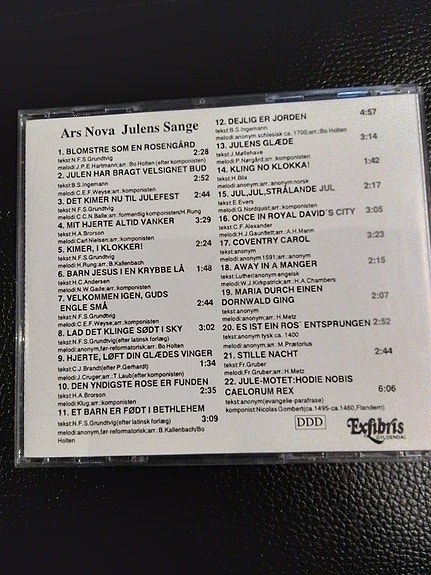 Ars Nova Julens Sange
1. BLOMSTRE SOM EN ROSENGÅRD
tekst:N.F.S.Grundtvig 2:28
melodi:J.P.E.Hartmann;arr.:Bo Holten (efter komponisten)
2. JULEN HAR BRAGT VELSIGNET BUD
tekst:B.S.Ingemann 2:52
melodi:C.E.F.Weyse;arr.:komponisten
3. DET KIMER NU TIL JULEFEST 2:44
tekst:N.F.S.Grundtvig
melodi:C.C.N.Balle;arr. formentlig komponisten/H.Rung
4. MIT HJERTE ALTID VANKER 3:29
tekst:H.A.Brorson
melodi:Carl Nielsen;arr.:komponisten
5. KIMER, I KLOKKER! 2:24
tekst:N.F.S.Grundtvig
melodi:H.Rung;arr.:B.Kallenbach
6. BARN JESUS I EN KRYBBE LÅ 1:48
tekst:H.C.Andersen
melodi:N.W.Gade;arr.:komponisten
7. VELKOMMEN IGEN, GUDS
ENGLE SMÅ 2:44
tekst:N.F.S.Grundtvig
melodi:C.E.F.Weyse;arr.:komponisten
8. LAD DET KLINGE SØDT I SKY 3:02
tekst:N.F.S.Grundtvig(efter latinsk forlæg)
melodi:anonym,før-reformatorisk;arr.:Bo Holten
9. HJERTE, LØFT DIN GLÆDES VINGER
tekst:C.J.Brandt(efter P.Gerhardt) 1:34
melodi:J.Cruger;arr.:T.Laub(efter komponisten)
10. DEN YNDIGSTE ROSE ER FUNDEN
tekst:H.A.Brorson 2:35
melodi:Klug;arr.:komponisten
11. ET BARN ER FØDT I BETHLEHEM
tekst:N.F.S.Grundtvig(efter latinsk forlæg) 3:09
melodi:anonym,før-reformatorisk;arr.:B.Kallenbach/Bo
Holten
12. DEJLIG ER JORDEN 4:57
tekst:B.S.Ingemann
melodi:anonym schlesisk ca. 1700;arr.:Bo Holten
13. JULENS GLÆDE 3:14
tekst:J.Møllehave
melodi:P.Nørgård;arr.:komponisten
14. KLING NO KLOKKA! 1:42
tekst:H.Blix
melodi:anonym;arr.:anonym norsk
15. JUL,JUL,STRÅLANDE JUL 2:17
tekst:E.Evers
melodi:G.Nordquist;arr.:komponisten
16. ONCE IN ROYAL DAVID´S CITY 3:05
tekst:C.F.Alexander
melodi:H.J.Gauntlett;arr.:A.H.Mann
17. COVENTRY CAROL 3:23
tekst:anonym
melodi:anonym 1591;arr.:anonym
18. AWAY IN A MANGER 2:15
tekst:Luther/anonym engelsk
melodi:W.J.Kirkpatrick;arr.:H.A.Chambers
19. MARIA DURCH EINEN
DORNWALD GING 2:07
tekst:anonym
melodi:anonym;arr.:H.Metz
20. ES IST EIN ROS´ ENTSPRUNGEN 2:52
tekst:anonym tysk ca. 1400
melodi:anonym;arr.:M.Prætorius
21. STILLE NACHT 2:44
tekst:Fr.Gruber
melodi:Fr.Gruber;arr.:H.Metz
22. JULE-MOTET:HODIE NOBIS
CAELORUM REX 6:06
tekst:anonym(evangelie-parafrase)
komponist:Nicolas Gombert(ca.1495-ca.1460,Flandern)
DDD
Exlibris
GYLDENDAL